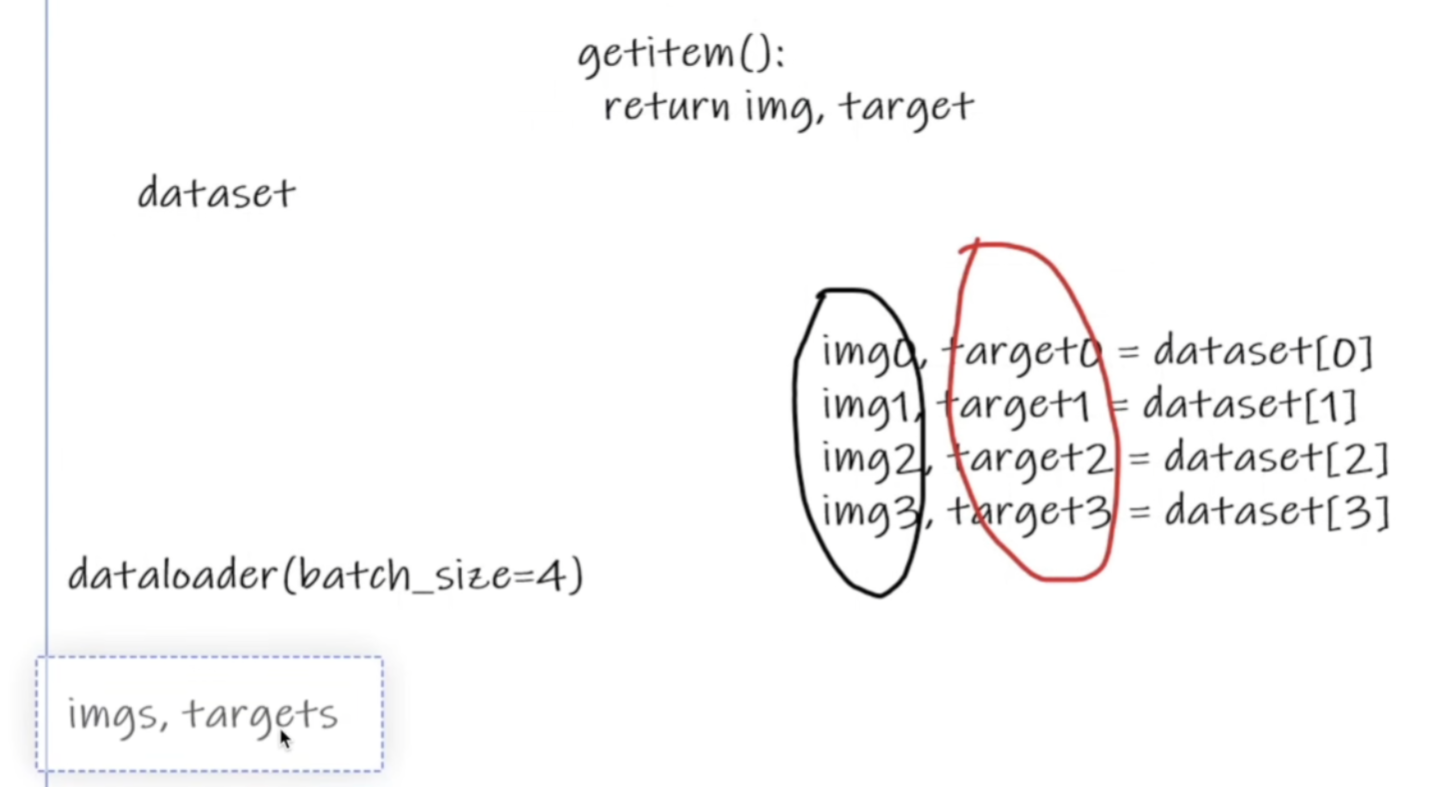 getitem():
return img, target
dataset
img0, target0 = dataset[0]
img1, target1 = dataset[1]
img2, target2 = dataset[2]
img3, target3 = dataset[3]
dataloader(batch_size=4)
imgs, targets